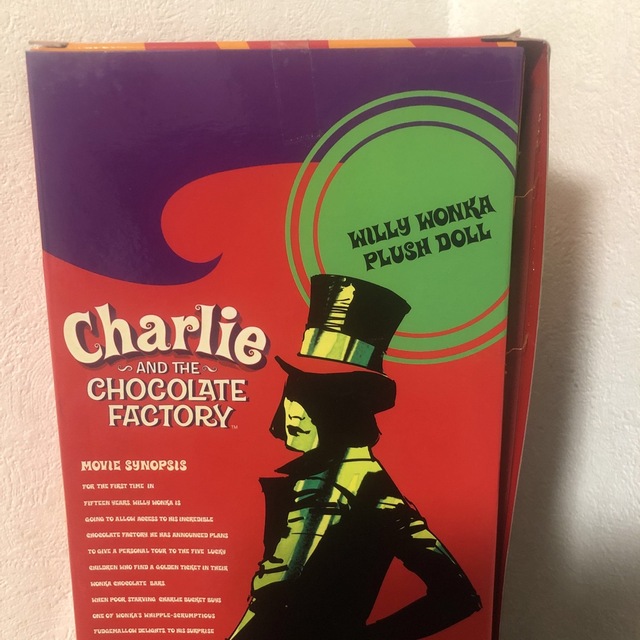 WILLY WONKA
PLUSH DOLL
Charlie
AND THE
CHOCOLATE
FACTORY™
MOVIE SYNOPSIS
FOR THE FIRST TIME IN
FIFTEEN YEARS WILLY WONKA IS
GOING TO ALLOW ACCESS TO HIS INCREDIBLE
CHOCOLATE FACTORY. HE HAS ANNOUNCED PLANS
TO GIVE A PERSONAL TOUR TO THE FIVE LUCKY
CHILDREN WHO FIND A GOLDEN TICKET IN THEIR
WONKA CHOCOLATE BARS.
WHEN POOR, STARVING CHARLIE BUCKET BUYS
ONE OF WONKA'S WHIPPLE-SCRUMPTIOUS
FUDGEMALLOW DELIGHTS, TO HIS SURPRISE